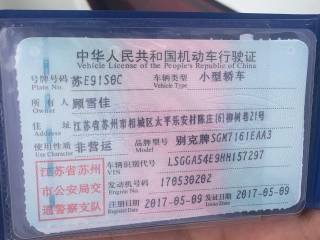 中华人民共和国机动车行驶证
Vehicle License of the People's Republic of China
号牌号码 Plate No. 苏E91S0C 车辆类型 Vehicle Type 小型轿车
所有人 Owner 顾雪佳
住址 Address 江苏省苏州市相城区太平乐安村陈庄(6)柳树巷21号
使用性质 Use Character 非营运 品牌型号 Model 别克牌SGM7161EAA3
江苏省苏州市公安局交通警察支队
车辆识别代号 VIN LSGGA54E9HH157297
发动机号码 Engine No. 170530202
注册日期 Register Date 2017-05-09 发证日期 Issue Date 2017-05-09